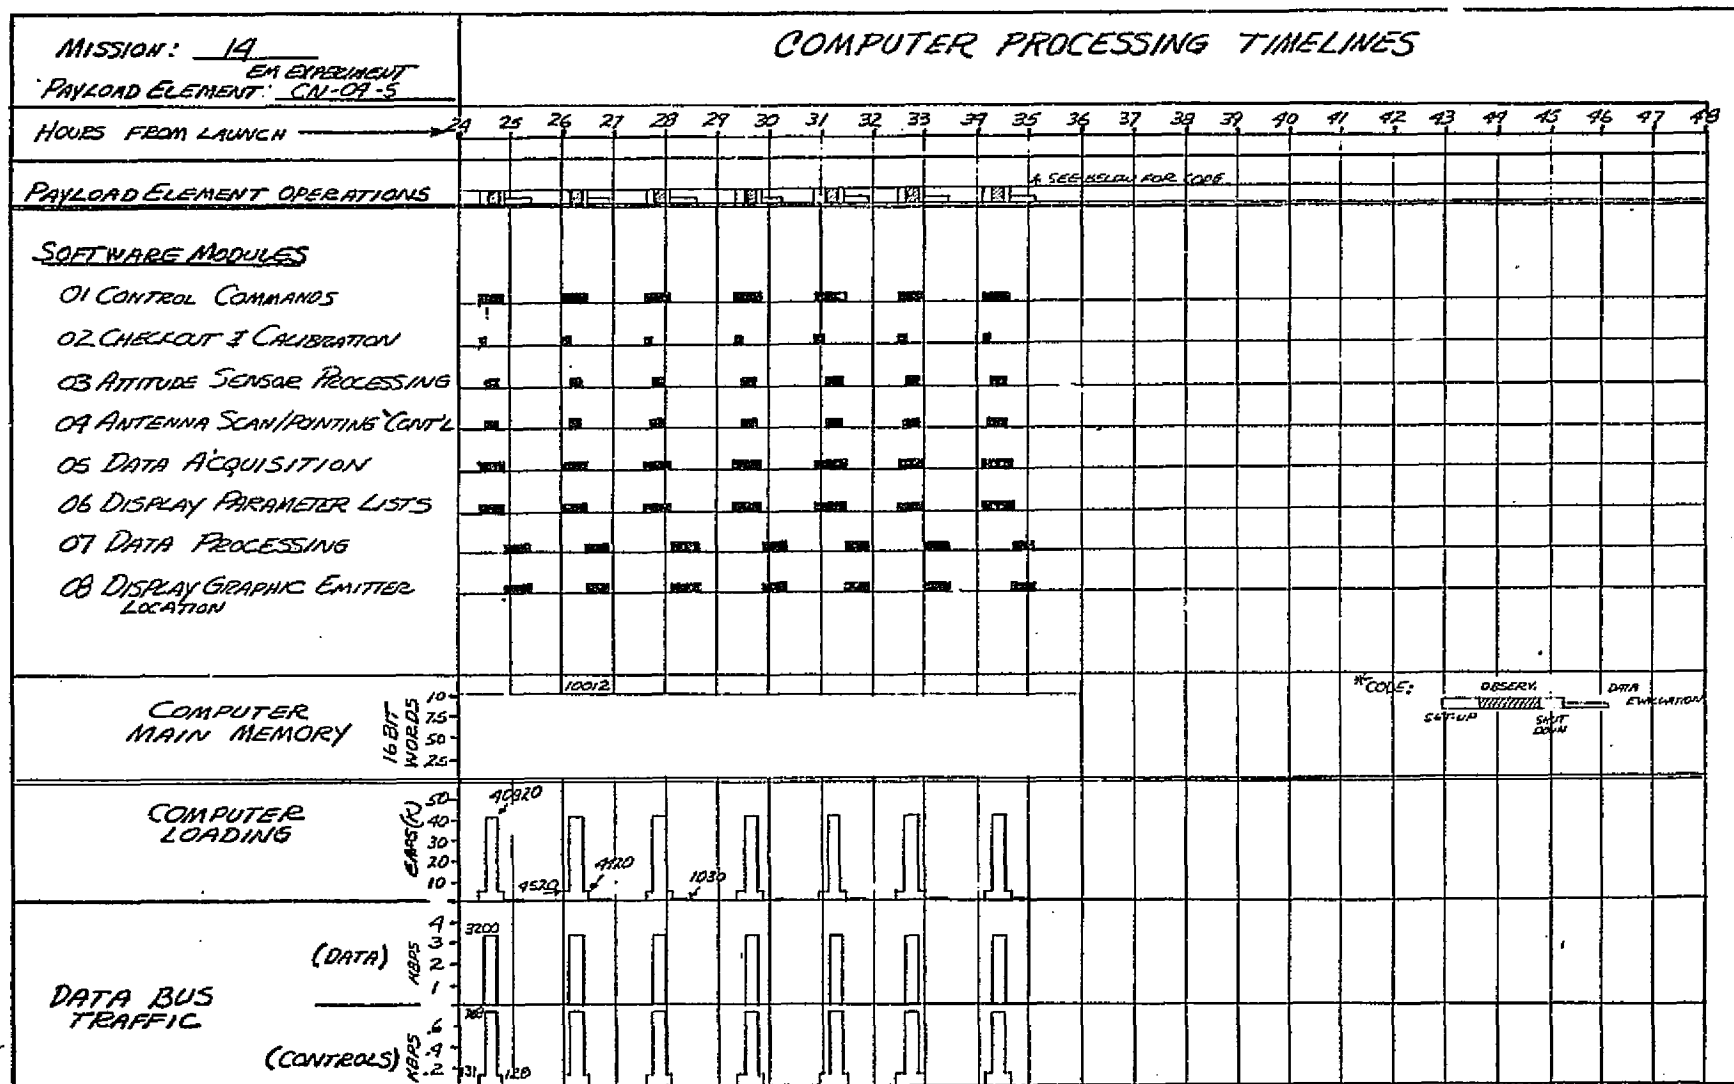 MISSION: 14
EM EXPERIMENT
PAYLOAD ELEMENT: CN-04-S
COMPUTER PROCESSING TIMELINES
HOURS FROM LAUNCH
24 25 26 27 28 29 30 31 32 33 34 35 36 37 38 39 40 41 42 43 44 45 46 47 48
PAYLOAD ELEMENT OPERATIONS
* SEE BELOW FOR CODE
SOFTWARE MODULES
01 CONTROL COMMANDS
02 CHECKOUT & CALIBRATION
03 ATTITUDE SENSOR PROCESSING
04 ANTENNA SCAN/POINTING CONT'L
05 DATA ACQUISITION
06 DISPLAY PARAMETER LISTS
07 DATA PROCESSING
08 DISPLAY GRAPHIC EMITTER
LOCATION
COMPUTER
MAIN MEMORY
16 BIT
WORDS
10
7.5
5.0
2.5
10012
*CODE:
OBSERV.
DATA
EVALUATION
SET-UP
SHUT
DOWN
COMPUTER
LOADING
EAPS(K)
50
40
30
20
10
40920
4520
4120
1030
DATA BUS
TRAFFIC
(DATA)
KBPS
4
3
2
1
3200
(CONTROLS)
KBPS
.6
.4
.2
131
128